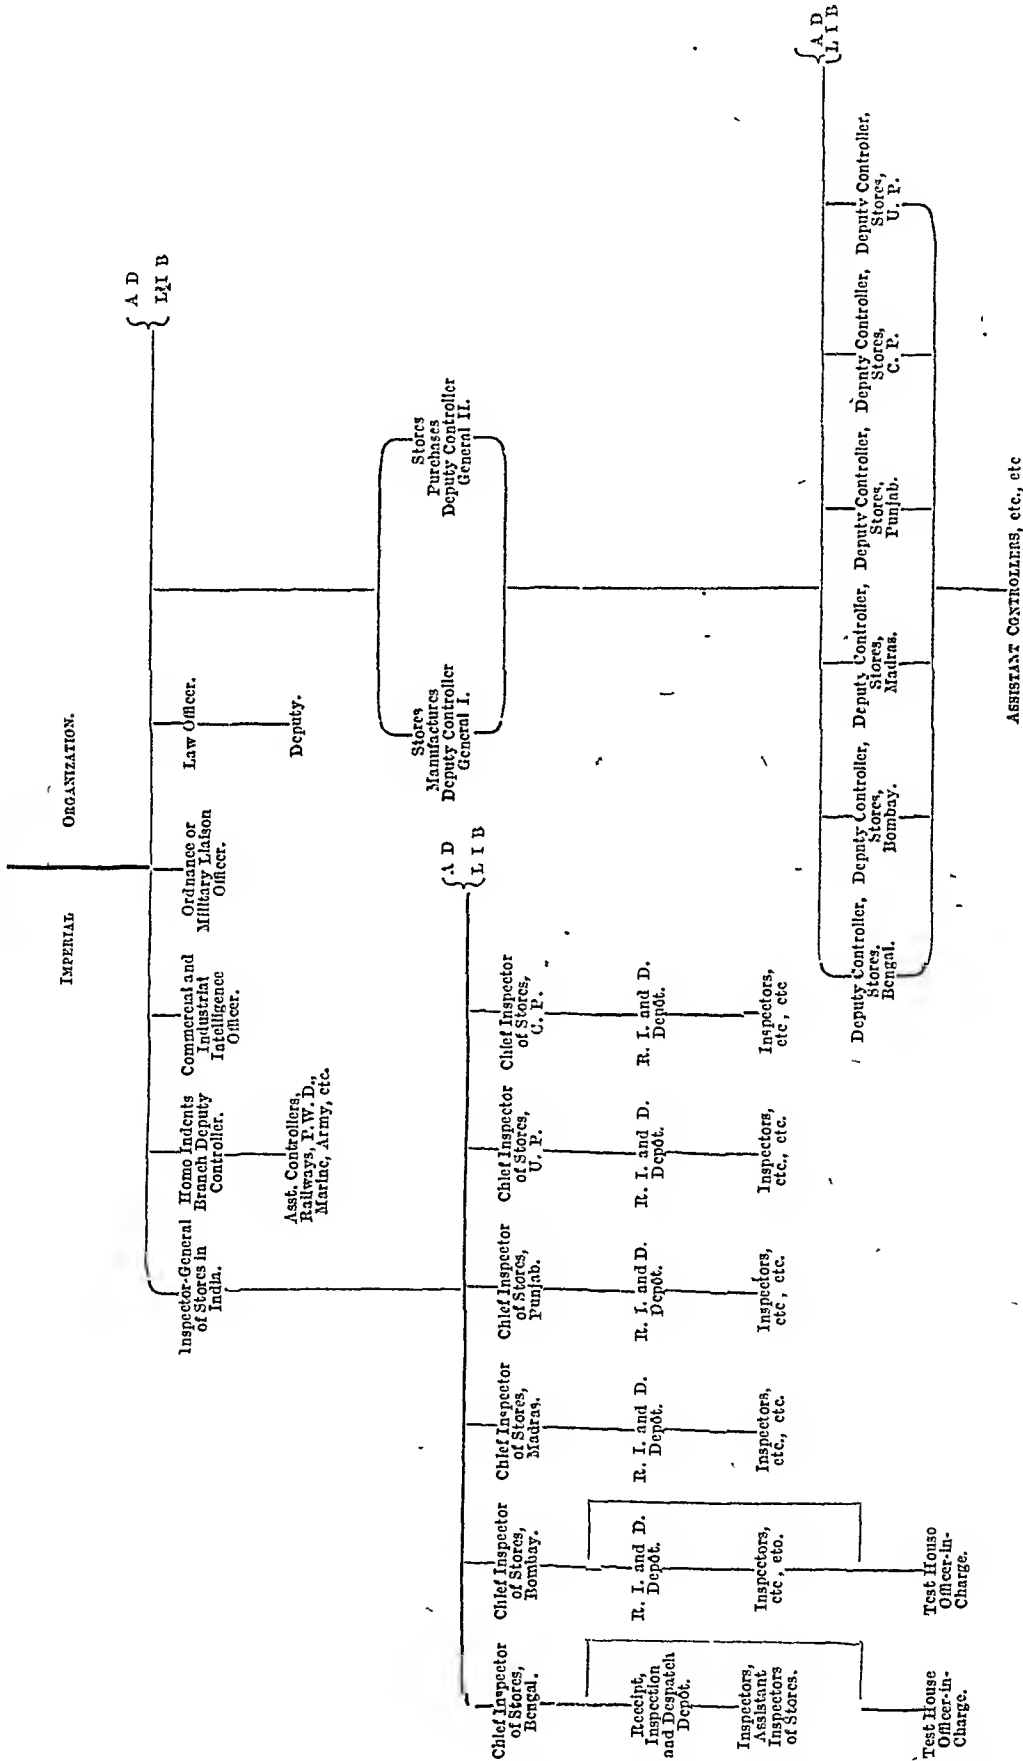 IMPERIAL ORGANIZATION.
A D
L I B
Inspector-General
of Stores in
India.
Homo Indents
Branch Deputy
Controller.
Asst. Controllers,
Railways, P. W. D.,
Marine, Army, etc.
Commercial and
Industrial
Intelligence
Officer.
Ordnance or
Military Liaison
Officer.
Law Officer.
Deputy.
Stores
Manufactures
Deputy Controller
General I.
Stores
Purchases
Deputy Controller
General II.
A D
L I B
Chief Inspector
of Stores,
Bengal.
Chief Inspector
of Stores,
Bombay.
Chief Inspector
of Stores,
Madras.
Chief Inspector
of Stores,
Punjab.
Chief Inspector
of Stores,
U. P.
Chief Inspector
of Stores,
C. P.
Receipt,
Inspection
and Despatch
Depôt.
R. I. and D.
Depôt.
R. I. and D.
Depôt.
R. I. and D.
Depôt.
R. I. and D.
Depôt.
R. I. and D.
Depôt.
Inspectors,
Assistant
Inspectors
of Stores.
Inspectors,
etc, etc.
Inspectors,
etc., etc.
Inspectors,
etc, etc.
Inspectors,
etc., etc.
Inspectors,
etc, etc
Test House
Officer-in-
Charge.
Test House
Officer-in-
Charge.
A D
L I B
Deputy Controller,
Stores,
Bengal.
Deputy Controller,
Stores,
Bombay.
Deputy Controller,
Stores,
Madras.
Deputy Controller,
Stores,
Punjab.
Deputy Controller,
Stores,
C. P.
Deputy Controller,
Stores,
U. P.
ASSISTANT CONTROLLERS, etc., etc